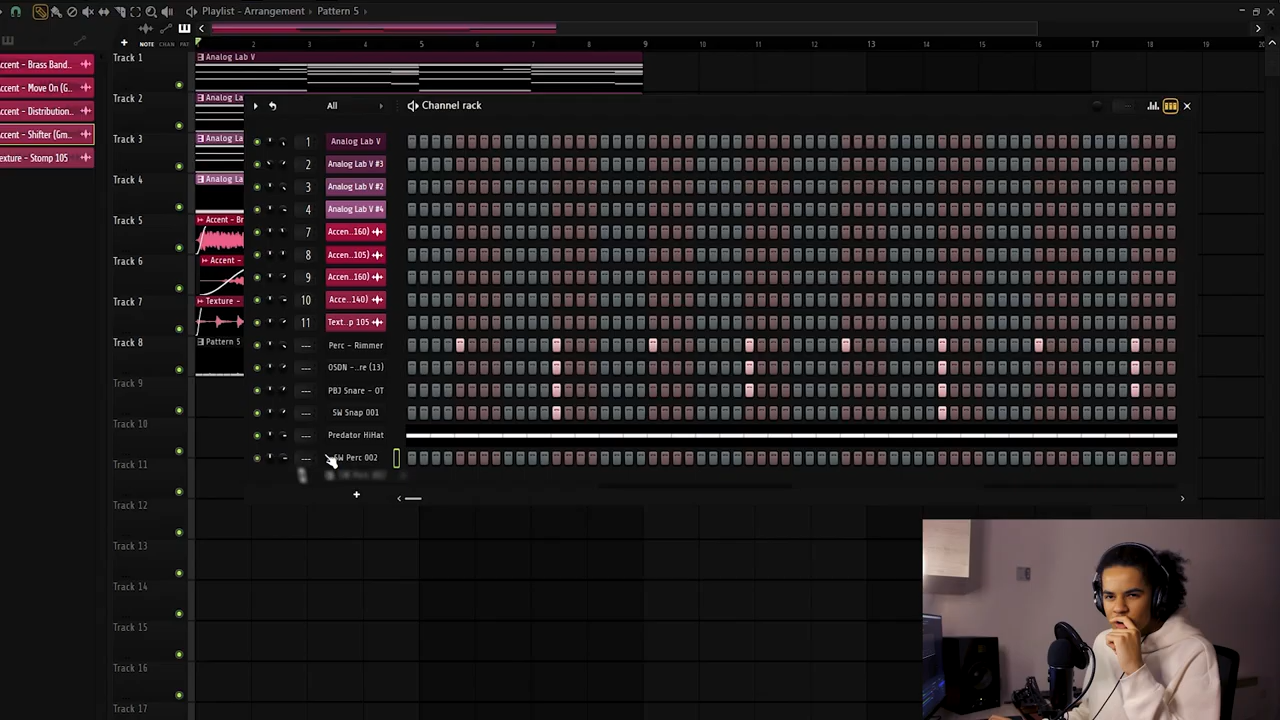 Playlist - Arrangement › Pattern 5 ›
NOTE CHAN PAT
2 3 4 5 6 7 8 9 10 11 12 13 14 15 16 17 18 19
Accent - Brass Band..
Accent - Move On (G..
Accent - Distribution..
Accent - Shifter (Gm..
Texture - Stomp 105
Track 1
Analog Lab V
Track 2
Analog La
Track 3
Analog La
Track 4
Analog La
Track 5
Accent - Br
Track 6
Accent -
Track 7
Texture -
Track 8
Pattern 5
Track 9
Track 10
Track 11
Track 12
Track 13
Track 14
Track 15
Track 16
Track 17
All
Channel rack
1 Analog Lab V
2 Analog Lab V #3
3 Analog Lab V #2
4 Analog Lab V #4
7 Accen..160)
8 Accen..105)
9 Accen..160)
10 Acce..140)
11 Text..p 105
--- Perc - Rimmer
--- OSDN - ..re (13)
--- PBJ Snare - OT
--- SW Snap 001
--- Predator HiHat
--- SW Perc 002
+